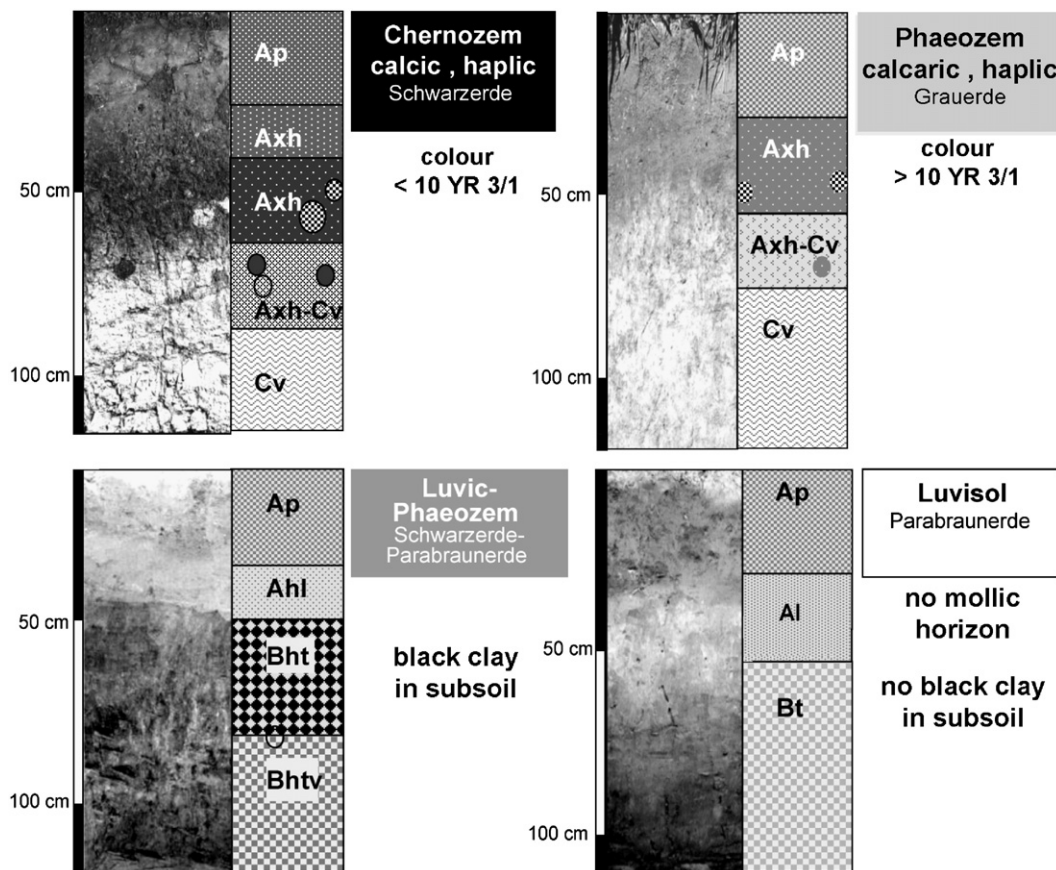 Ap
Axh
Axh
Axh-Cv
Cv
50 cm
100 cm
Chernozem
calcic , haplic
Schwarzerde
colour
< 10 YR 3/1
Ap
Axh
Axh-Cv
Cv
50 cm
100 cm
Phaeozem
calcaric , haplic
Grauerde
colour
> 10 YR 3/1
Ap
Ahl
Bht
Bhtv
50 cm
100 cm
Luvic-
Phaeozem
Schwarzerde-
Parabraunerde
black clay
in subsoil
Ap
Al
Bt
50 cm
100 cm
Luvisol
Parabraunerde
no mollic
horizon
no black clay
in subsoil